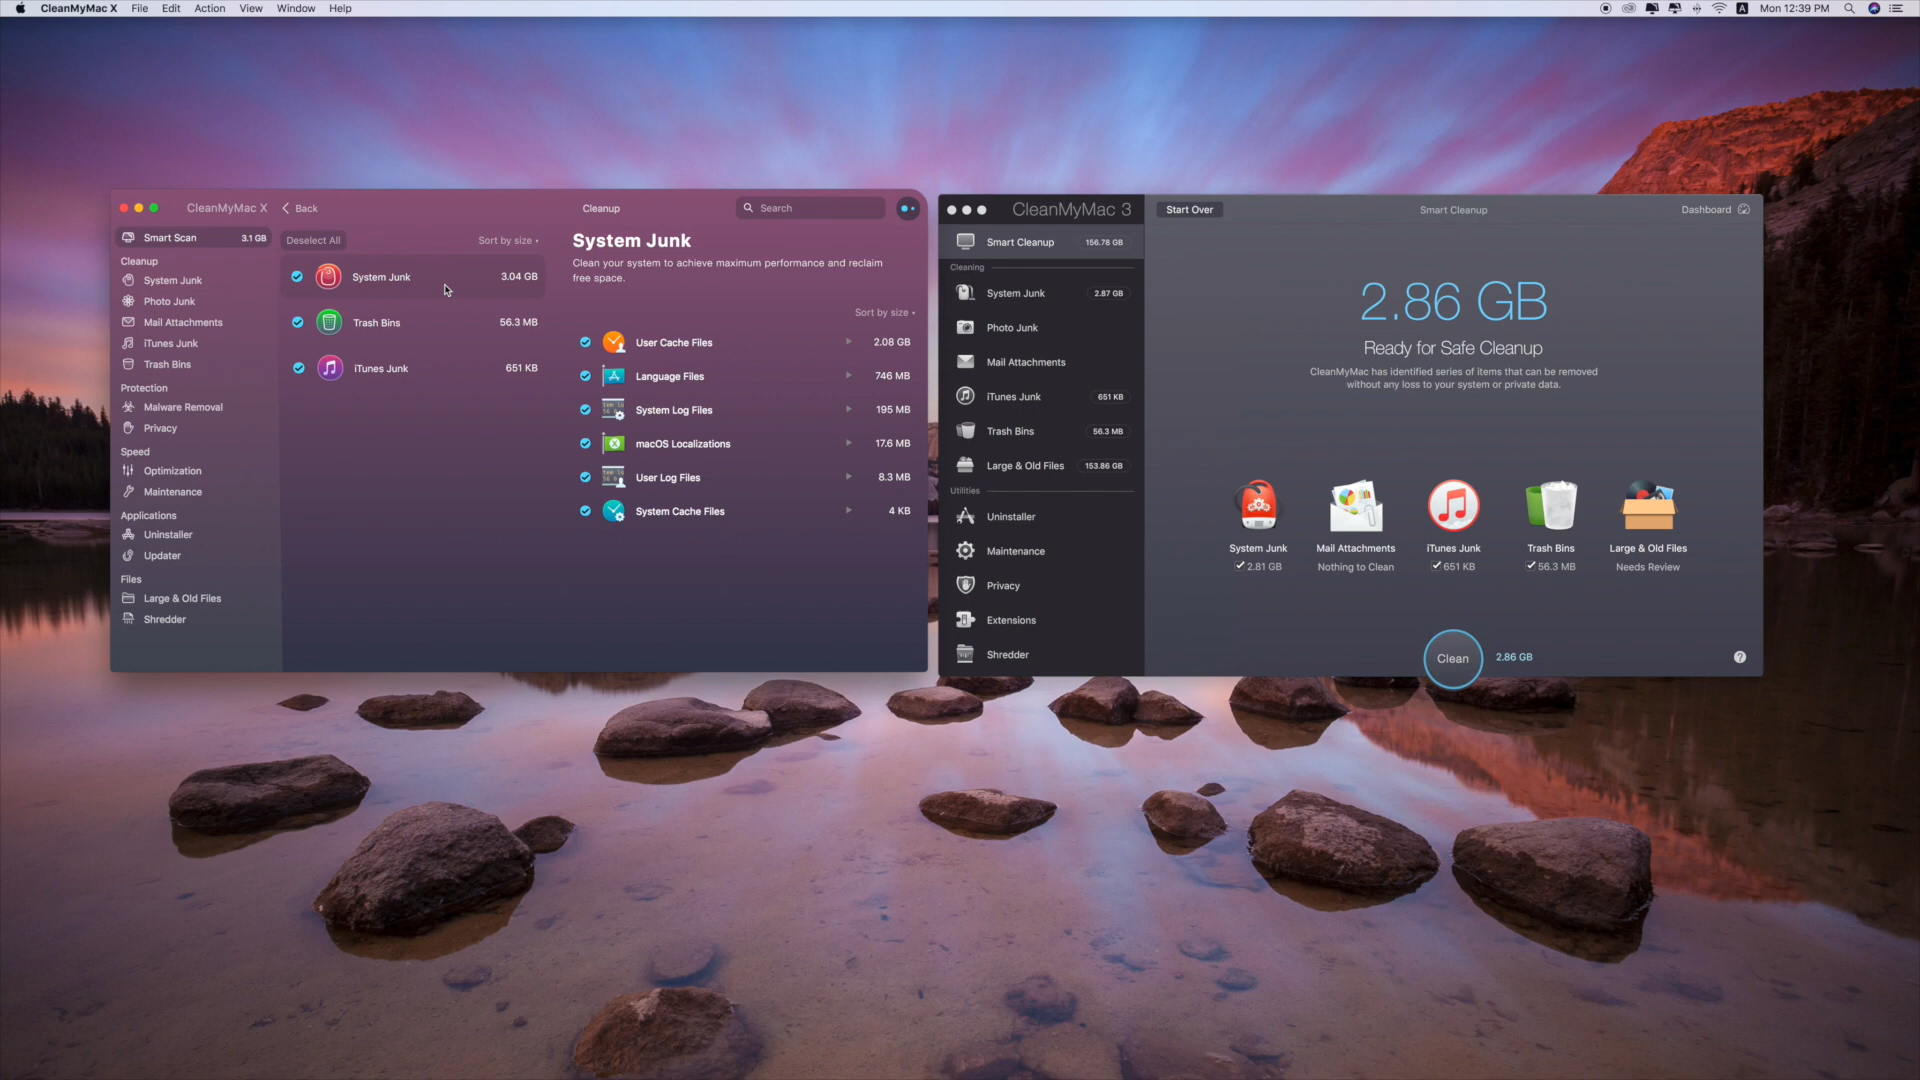 CleanMyMac X File Edit Action View Window Help
A Mon 12:39 PM
CleanMyMac X
Back
Cleanup
Search
Smart Scan 3.1 GB
Cleanup
System Junk
Photo Junk
Mail Attachments
iTunes Junk
Trash Bins
Protection
Malware Removal
Privacy
Speed
Optimization
Maintenance
Applications
Uninstaller
Updater
Files
Large & Old Files
Shredder
Deselect All
Sort by size
System Junk 3.04 GB
Trash Bins 56.3 MB
iTunes Junk 651 KB
System Junk
Clean your system to achieve maximum performance and reclaim
free space.
Sort by size
User Cache Files 2.08 GB
Language Files 746 MB
System Log Files 195 MB
macOS Localizations 17.6 MB
User Log Files 8.3 MB
System Cache Files 4 KB
CleanMyMac 3
Start Over
Smart Cleanup
Dashboard
Smart Cleanup 156.78 GB
Cleaning
System Junk 2.87 GB
Photo Junk
Mail Attachments
iTunes Junk 651 KB
Trash Bins 56.3 MB
Large & Old Files 153.86 GB
Utilities
Uninstaller
Maintenance
Privacy
Extensions
Shredder
2.86 GB
Ready for Safe Cleanup
CleanMyMac has identified series of items that can be removed
without any loss to your system or private data.
System Junk
2.81 GB
Mail Attachments
Nothing to Clean
iTunes Junk
651 KB
Trash Bins
56.3 MB
Large & Old Files
Needs Review
Clean
2.86 GB
?